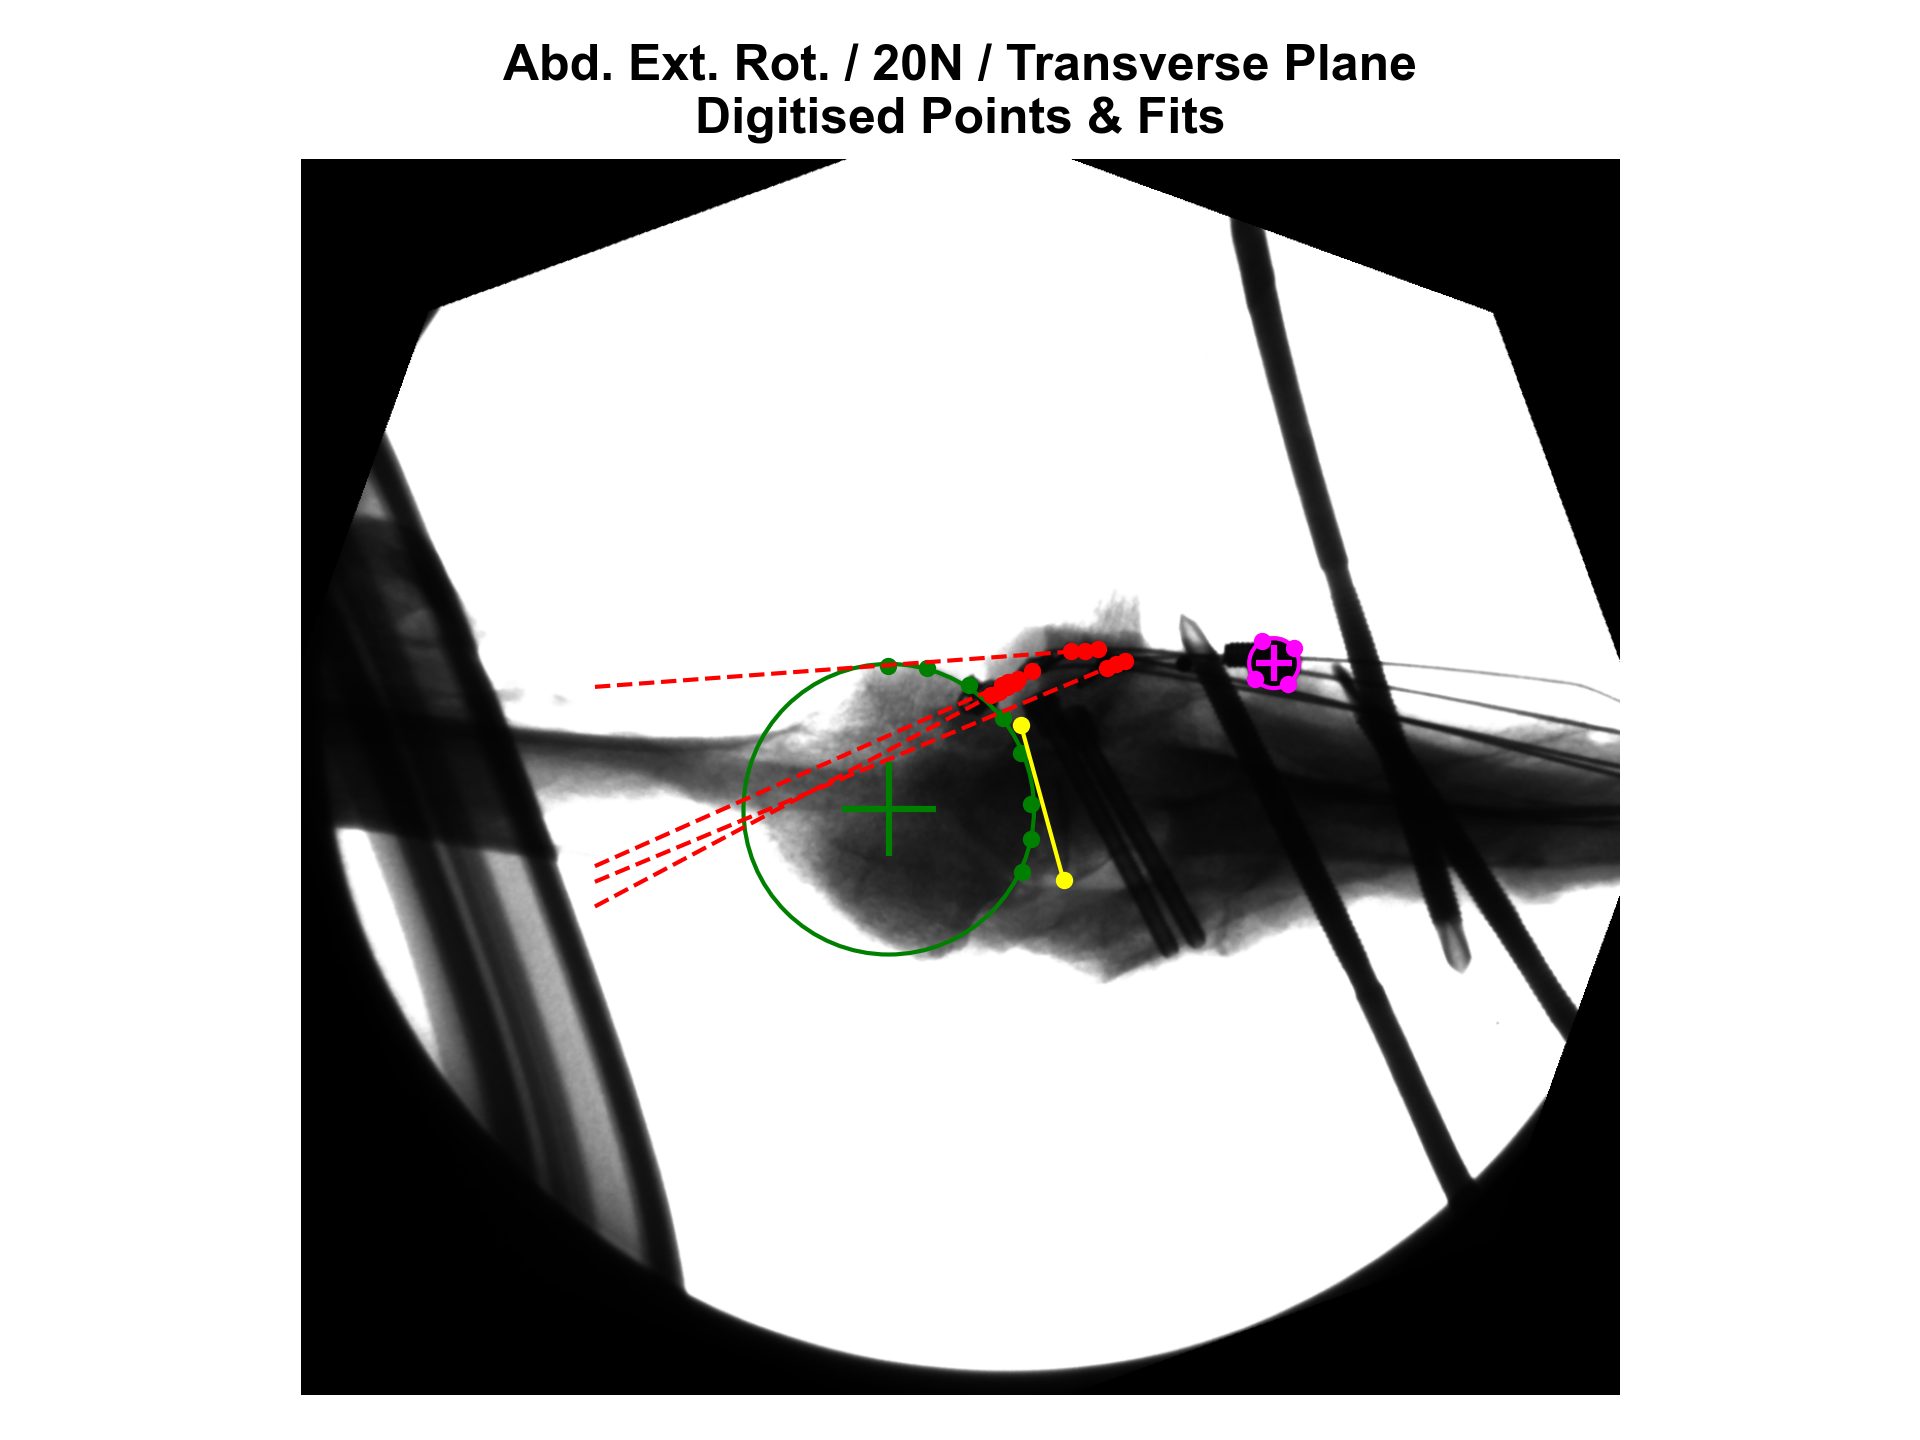 Abd. Ext. Rot. / 20N / Transverse Plane
Digitised Points & Fits